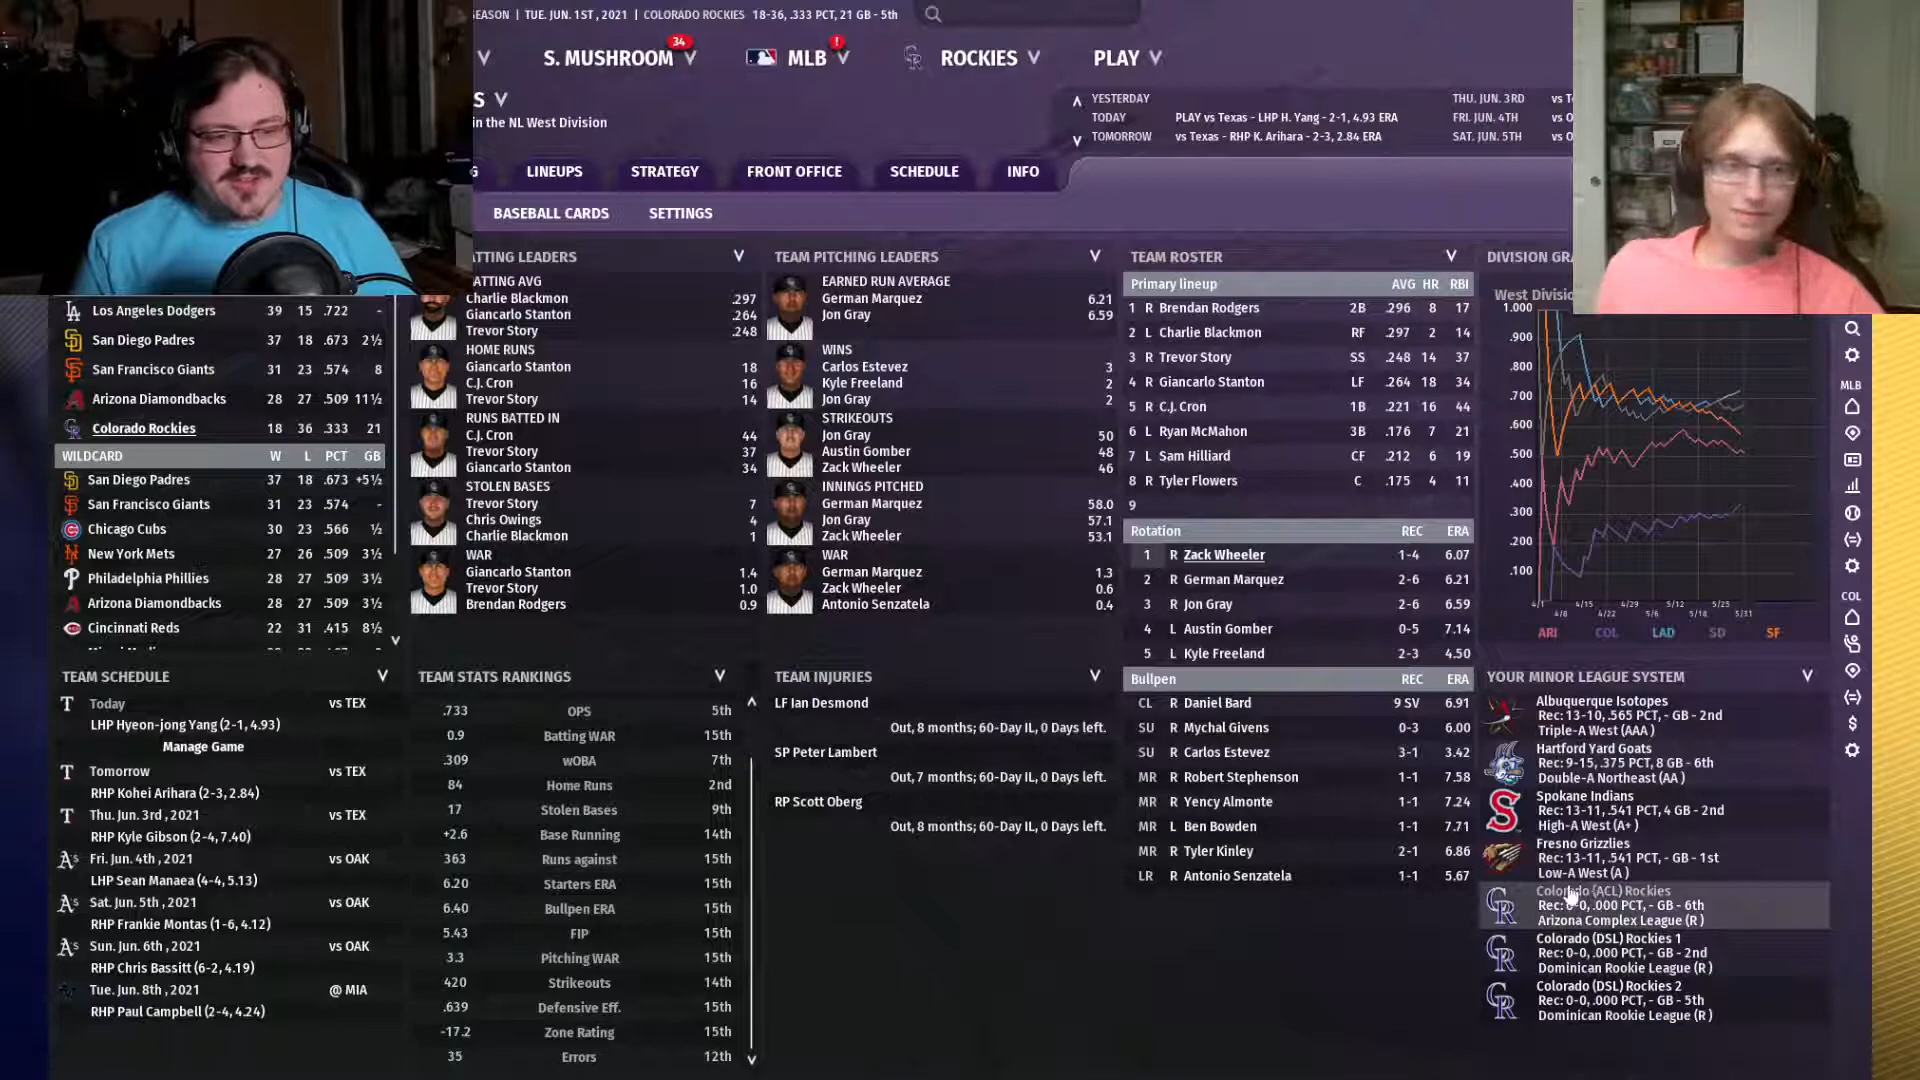 EASON | TUE. JUN. 1ST , 2021 | COLORADO ROCKIES 18-36, .333 PCT, 21 GB - 5th
S. MUSHROOM 34 MLB ! ROCKIES PLAY
S
in the NL West Division
YESTERDAY
TODAY PLAY vs Texas - LHP H. Yang - 2-1, 4.93 ERA
TOMORROW vs Texas - RHP K. Arihara - 2-3, 2.84 ERA
THU. JUN. 3RD vs T
FRI. JUN. 4TH vs O
SAT. JUN. 5TH vs O
G LINEUPS STRATEGY FRONT OFFICE SCHEDULE INFO
BASEBALL CARDS SETTINGS
Los Angeles Dodgers 39 15 .722 -
San Diego Padres 37 18 .673 2½
San Francisco Giants 31 23 .574 8
Arizona Diamondbacks 28 27 .509 11½
Colorado Rockies 18 36 .333 21
WILDCARD W L PCT GB
San Diego Padres 37 18 .673 +5½
San Francisco Giants 31 23 .574 -
Chicago Cubs 30 23 .566 ½
New York Mets 27 26 .509 3½
Philadelphia Phillies 28 27 .509 3½
Arizona Diamondbacks 28 27 .509 3½
Cincinnati Reds 22 31 .415 8½
TTING LEADERS
ATTING AVG
Charlie Blackmon .297
Giancarlo Stanton .264
Trevor Story .248
HOME RUNS
Giancarlo Stanton 18
C.J. Cron 16
Trevor Story 14
RUNS BATTED IN
C.J. Cron 44
Trevor Story 37
Giancarlo Stanton 34
STOLEN BASES
Trevor Story 7
Chris Owings 4
Charlie Blackmon 1
WAR
Giancarlo Stanton 1.4
Trevor Story 1.0
Brendan Rodgers 0.9
TEAM PITCHING LEADERS
EARNED RUN AVERAGE
German Marquez 6.21
Jon Gray 6.59
WINS
Carlos Estevez 3
Kyle Freeland 2
Jon Gray 2
STRIKEOUTS
Jon Gray 50
Austin Gomber 48
Zack Wheeler 46
INNINGS PITCHED
German Marquez 58.0
Jon Gray 57.1
Zack Wheeler 53.1
WAR
German Marquez 1.3
Zack Wheeler 0.6
Antonio Senzatela 0.4
TEAM ROSTER
Primary lineup AVG HR RBI
1 R Brendan Rodgers 2B .296 8 17
2 L Charlie Blackmon RF .297 2 14
3 R Trevor Story SS .248 14 37
4 R Giancarlo Stanton LF .264 18 34
5 R C.J. Cron 1B .221 16 44
6 L Ryan McMahon 3B .176 7 21
7 L Sam Hilliard CF .212 6 19
8 R Tyler Flowers C .175 4 11
9
Rotation REC ERA
1 R Zack Wheeler 1-4 6.07
2 R German Marquez 2-6 6.21
3 R Jon Gray 2-6 6.59
4 L Austin Gomber 0-5 7.14
5 L Kyle Freeland 2-3 4.50
Bullpen REC ERA
CL R Daniel Bard 9 SV 6.91
SU R Mychal Givens 0-3 6.00
SU R Carlos Estevez 3-1 3.42
MR R Robert Stephenson 1-1 7.58
MR R Yency Almonte 1-1 7.24
MR L Ben Bowden 1-1 7.71
MR R Tyler Kinley 2-1 6.86
LR R Antonio Senzatela 1-1 5.67
DIVISION GRA
West Divisio
1.000
.900
.800
.700
.600
.500
.400
.300
.200
.100
4/1 4/8 4/15 4/22 4/29 5/6 5/12 5/18 5/25 5/31
ARI COL LAD SD SF
MLB
COL
TEAM SCHEDULE
Today vs TEX
LHP Hyeon-jong Yang (2-1, 4.93)
Manage Game
Tomorrow vs TEX
RHP Kohei Arihara (2-3, 2.84)
Thu. Jun. 3rd , 2021 vs TEX
RHP Kyle Gibson (2-4, 7.40)
Fri. Jun. 4th , 2021 vs OAK
LHP Sean Manaea (4-4, 5.13)
Sat. Jun. 5th , 2021 vs OAK
RHP Frankie Montas (1-6, 4.12)
Sun. Jun. 6th , 2021 vs OAK
RHP Chris Bassitt (6-2, 4.19)
Tue. Jun. 8th , 2021 @ MIA
RHP Paul Campbell (2-4, 4.24)
TEAM STATS RANKINGS
.733 OPS 5th
0.9 Batting WAR 15th
.309 wOBA 7th
84 Home Runs 2nd
17 Stolen Bases 9th
+2.6 Base Running 14th
363 Runs against 15th
6.20 Starters ERA 15th
6.40 Bullpen ERA 15th
5.43 FIP 15th
3.3 Pitching WAR 15th
420 Strikeouts 14th
.639 Defensive Eff. 15th
-17.2 Zone Rating 15th
35 Errors 12th
TEAM INJURIES
LF Ian Desmond
Out, 8 months; 60-Day IL, 0 Days left.
SP Peter Lambert
Out, 7 months; 60-Day IL, 0 Days left.
RP Scott Oberg
Out, 8 months; 60-Day IL, 0 Days left.
YOUR MINOR LEAGUE SYSTEM
Albuquerque Isotopes
Rec: 13-10, .565 PCT, - GB - 2nd
Triple-A West (AAA )
Hartford Yard Goats
Rec: 9-15, .375 PCT, 8 GB - 6th
Double-A Northeast (AA )
Spokane Indians
Rec: 13-11, .541 PCT, 4 GB - 2nd
High-A West (A+ )
Fresno Grizzlies
Rec: 13-11, .541 PCT, - GB - 1st
Low-A West (A )
Colorado (ACL) Rockies
Rec: 0-0, .000 PCT, - GB - 6th
Arizona Complex League (R )
Colorado (DSL) Rockies 1
Rec: 0-0, .000 PCT, - GB - 2nd
Dominican Rookie League (R )
Colorado (DSL) Rockies 2
Rec: 0-0, .000 PCT, - GB - 5th
Dominican Rookie League (R )